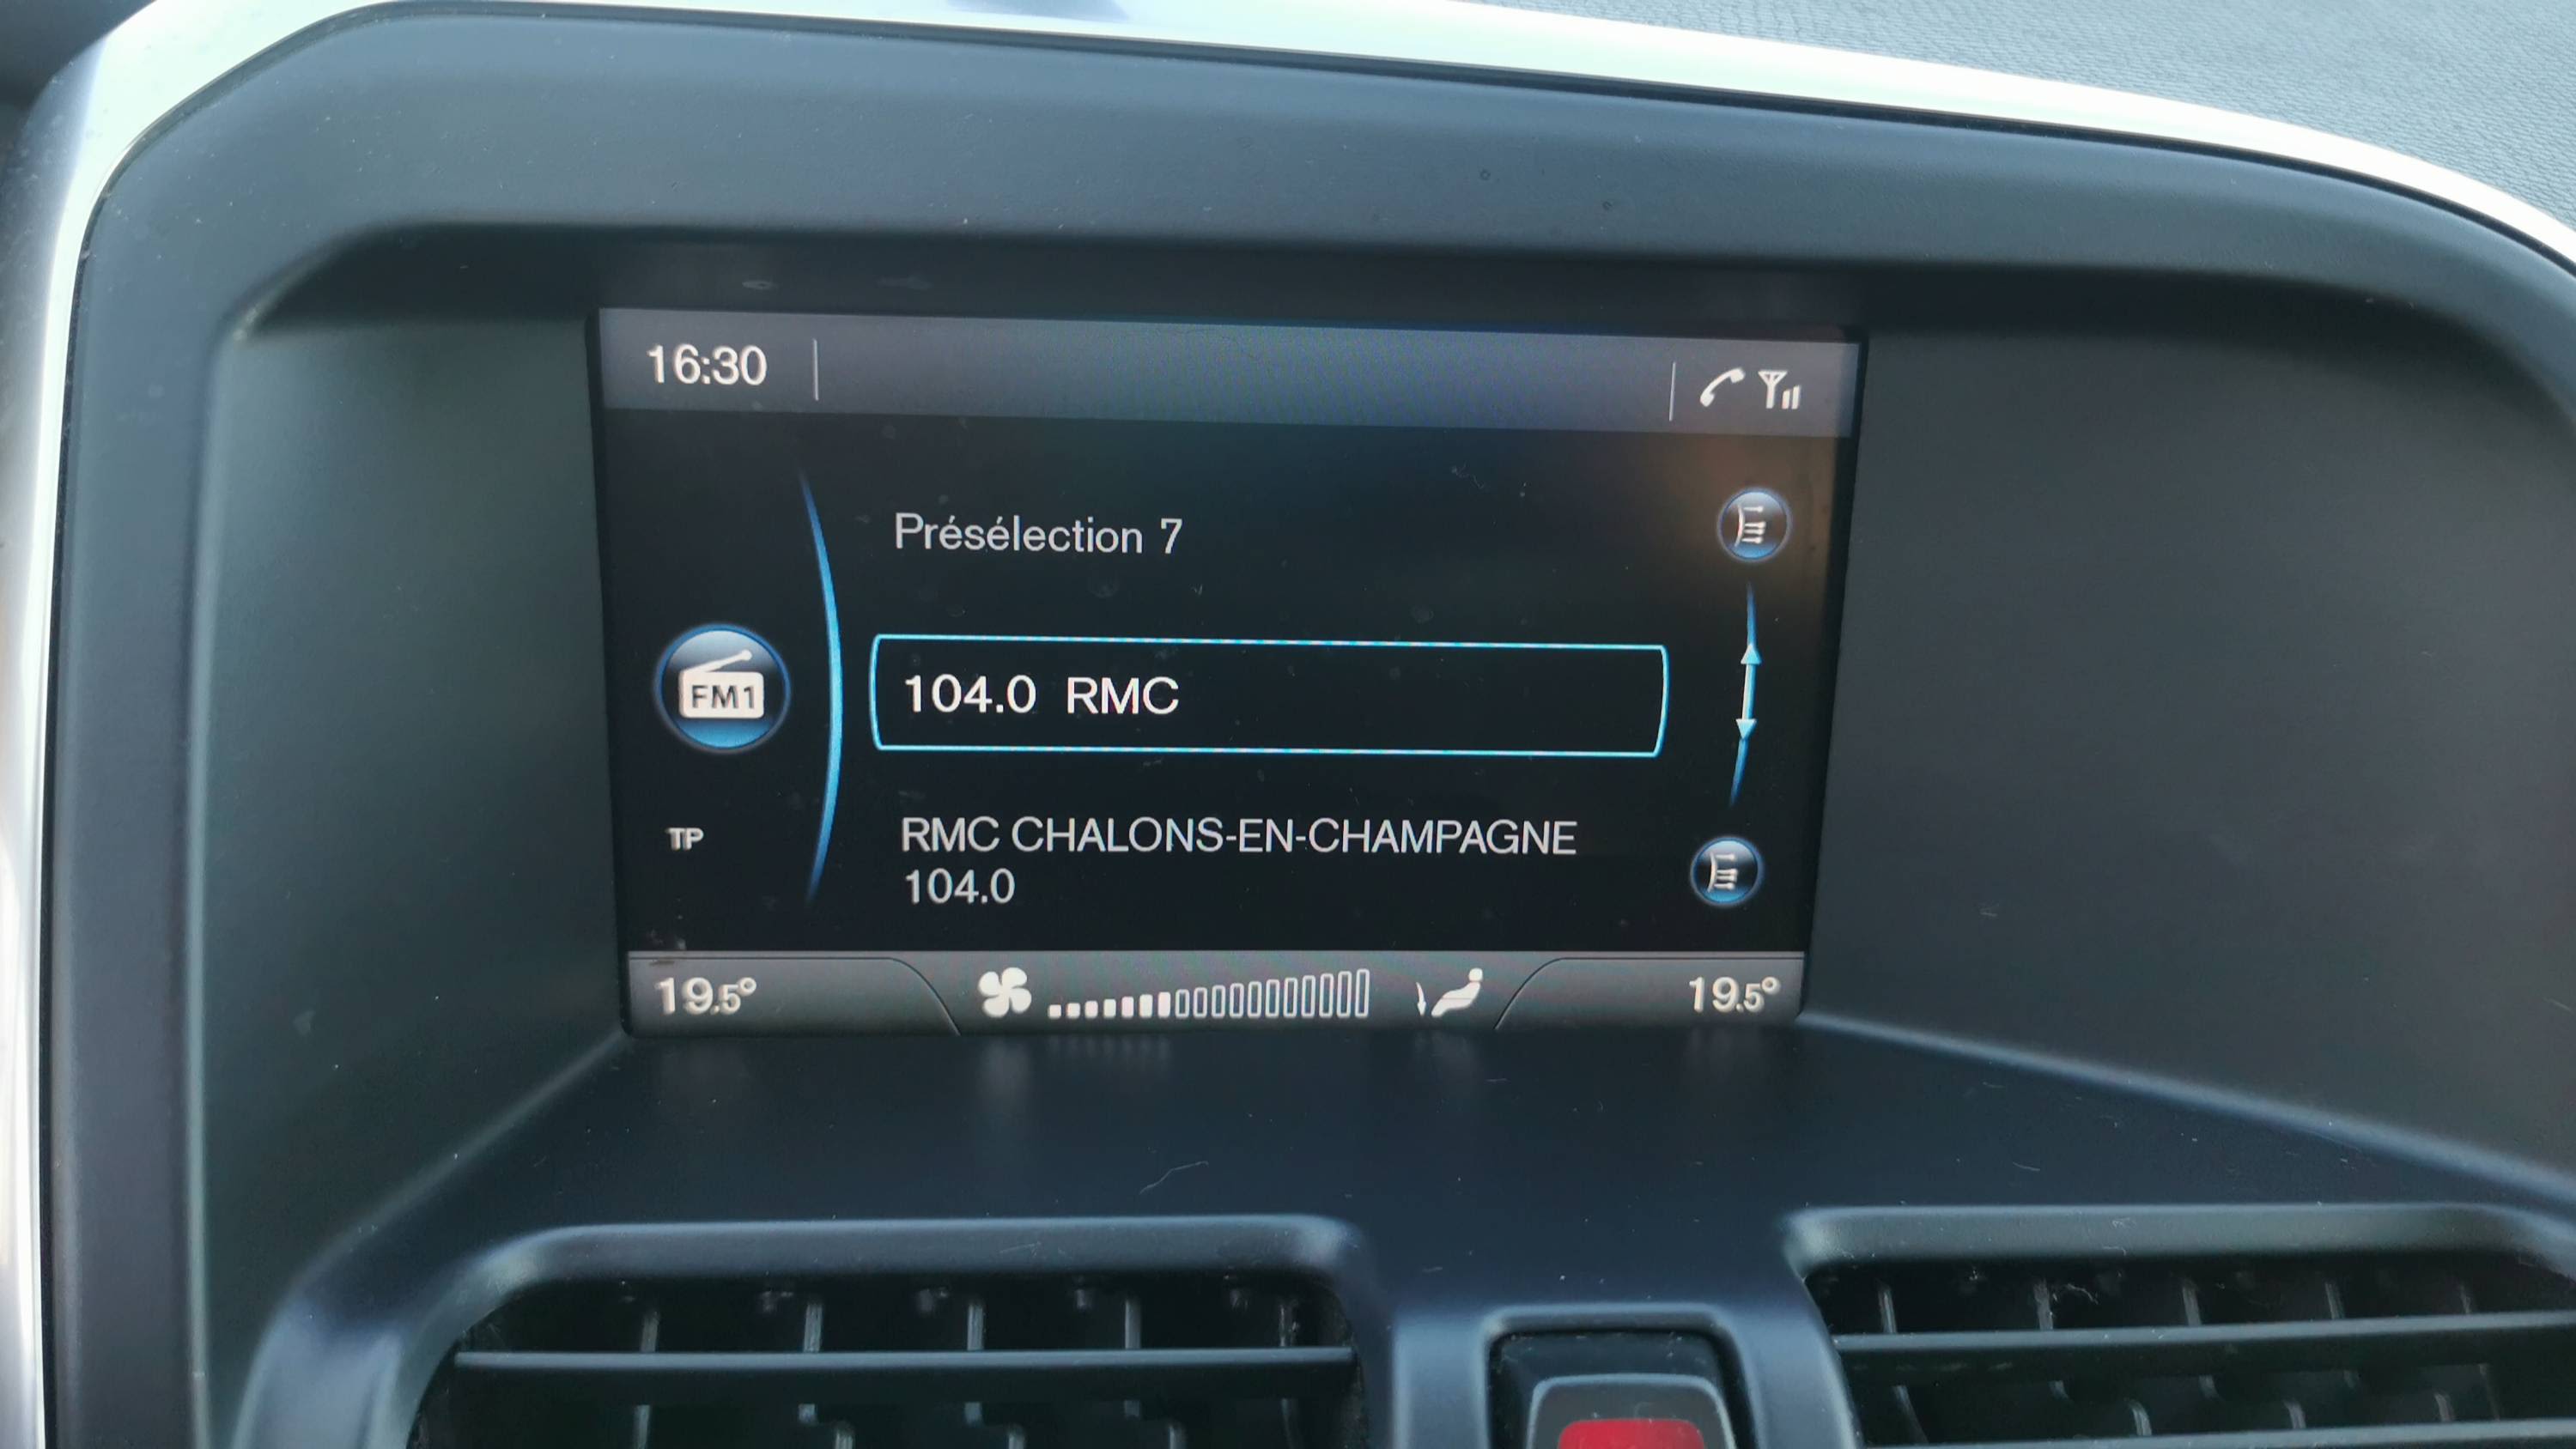 16:30
Présélection 7
FM1
104.0 RMC
TP
RMC CHALONS-EN-CHAMPAGNE
104.0
19.5°
19.5°